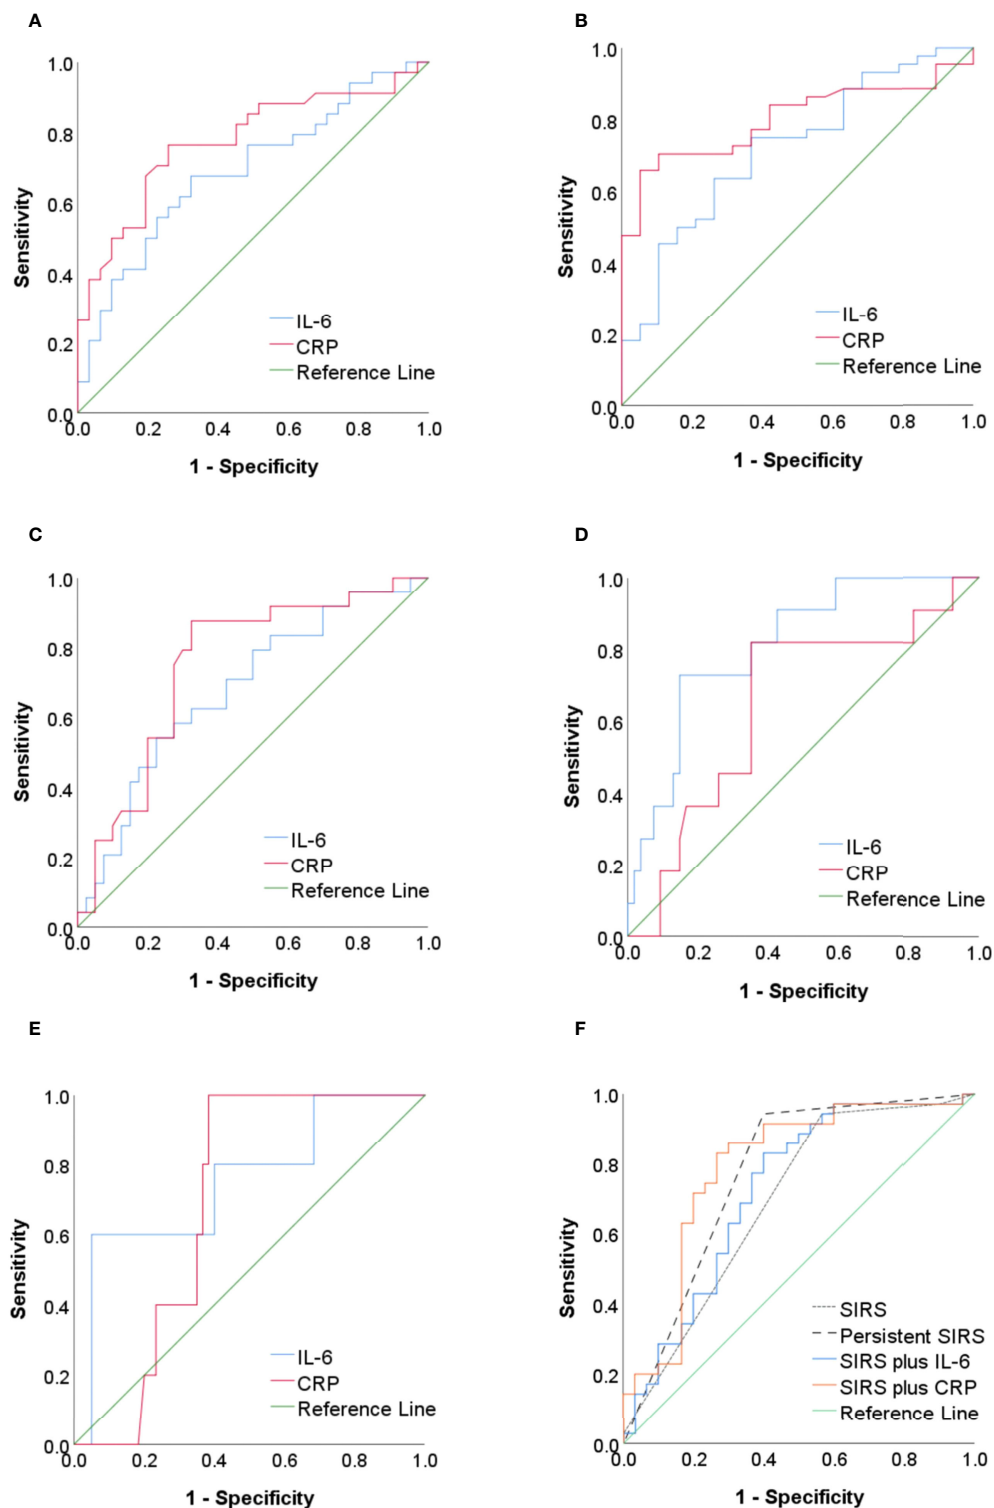 A
1.0
0.8
0.6
0.4
0.2
0.0
0.0 0.2 0.4 0.6 0.8 1.0
Sensitivity
1 - Specificity
IL-6
CRP
Reference Line
B
1.0
0.8
0.6
0.4
0.2
0.0
0.0 0.2 0.4 0.6 0.8 1.0
Sensitivity
1 - Specificity
IL-6
CRP
Reference Line
C
1.0
0.8
0.6
0.4
0.2
0.0
0.0 0.2 0.4 0.6 0.8 1.0
Sensitivity
1 - Specificity
IL-6
CRP
Reference Line
D
1.0
0.8
0.6
0.4
0.2
0.0
0.0 0.2 0.4 0.6 0.8 1.0
Sensitivity
1 - Specificity
IL-6
CRP
Reference Line
E
1.0
0.8
0.6
0.4
0.2
0.0
0.0 0.2 0.4 0.6 0.8 1.0
Sensitivity
1 - Specificity
IL-6
CRP
Reference Line
F
1.0
0.8
0.6
0.4
0.2
0.0
0.0 0.2 0.4 0.6 0.8 1.0
Sensitivity
1 - Specificity
SIRS
Persistent SIRS
SIRS plus IL-6
SIRS plus CRP
Reference Line